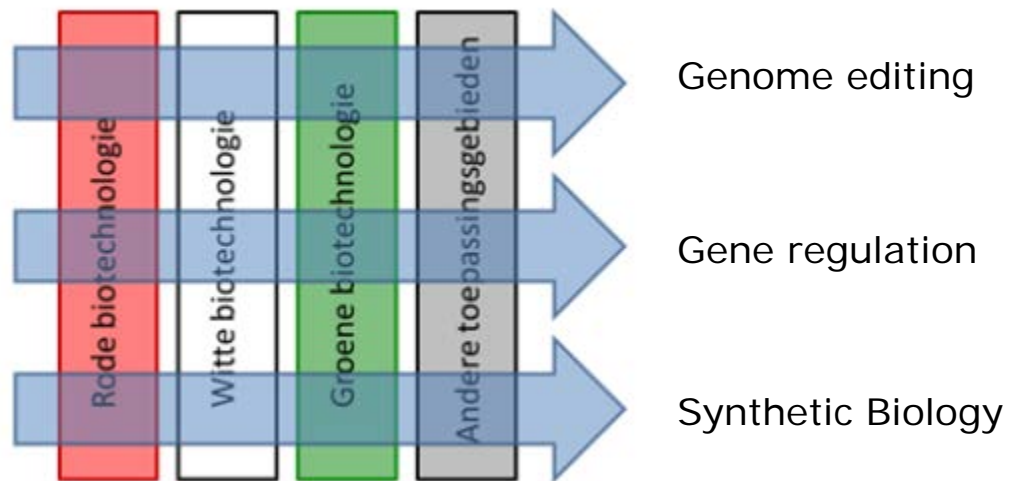 Rode biotechnologie
Witte biotechnologie
Groene biotechnologie
Andere toepassingsgebieden
Genome editing
Gene regulation
Synthetic Biology